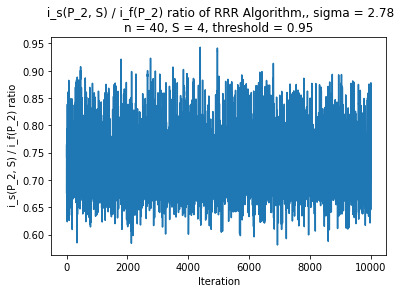 i_s(P_2, S) / i_f(P_2) ratio of RRR Algorithm,, sigma = 2.78
n = 40, S = 4, threshold = 0.95
0.95
0.90
0.85
0.80
0.75
0.70
0.65
0.60
i_s(P_2, S) / i_f(P_2) ratio
0 2000 4000 6000 8000 10000
Iteration